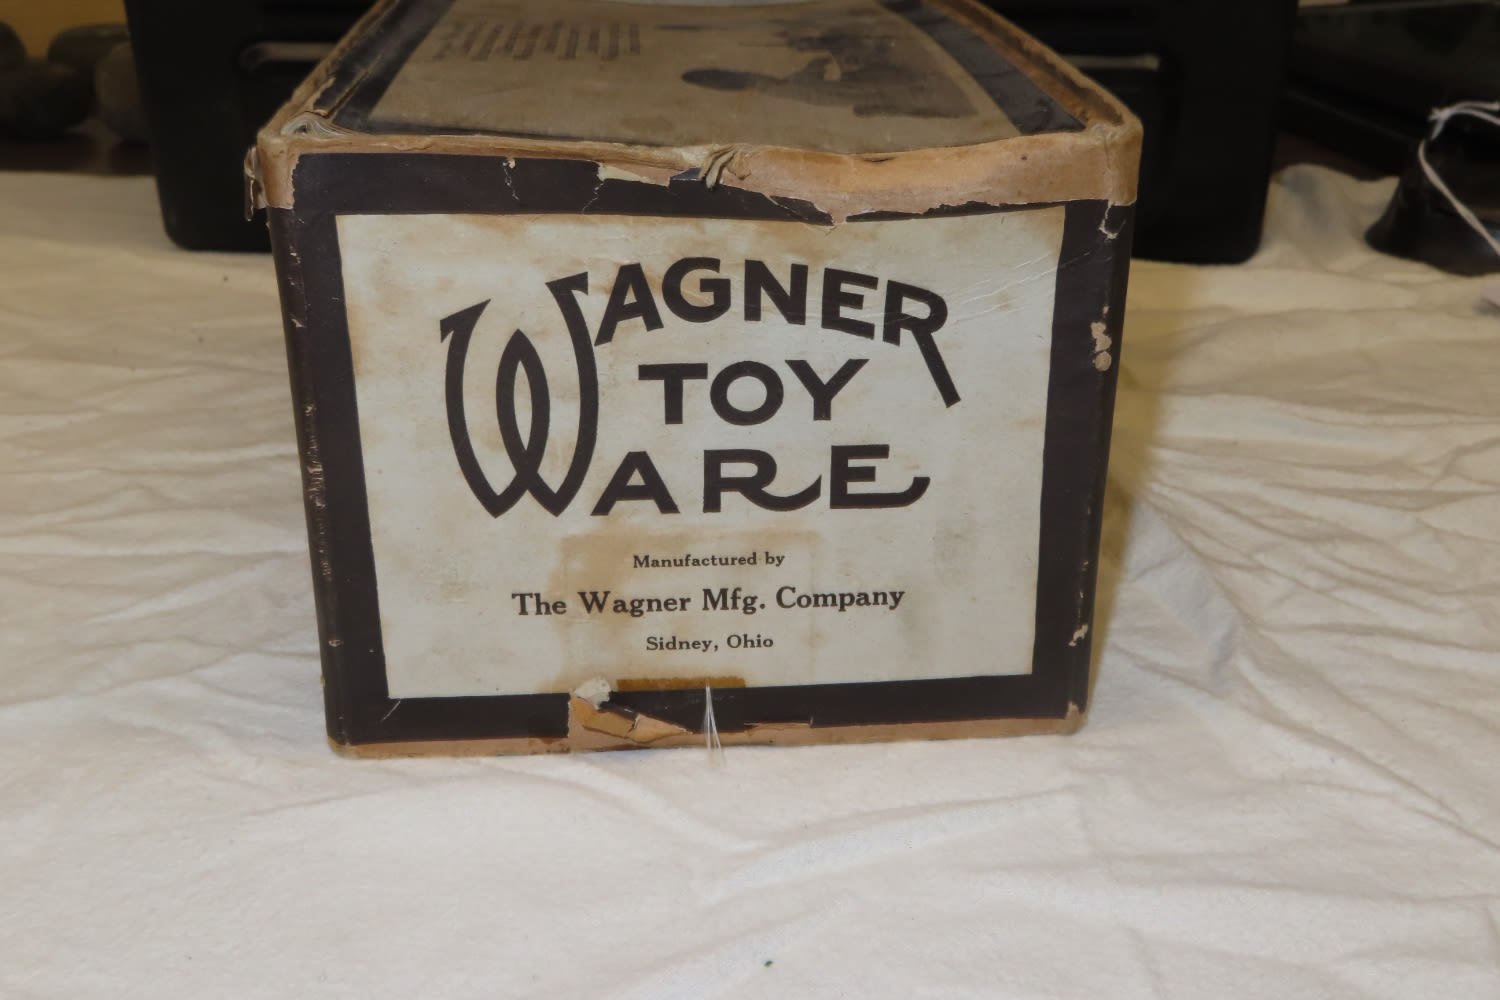 WAGNER
TOY
WARE
Manufactured by
The Wagner Mfg. Company
Sidney, Ohio